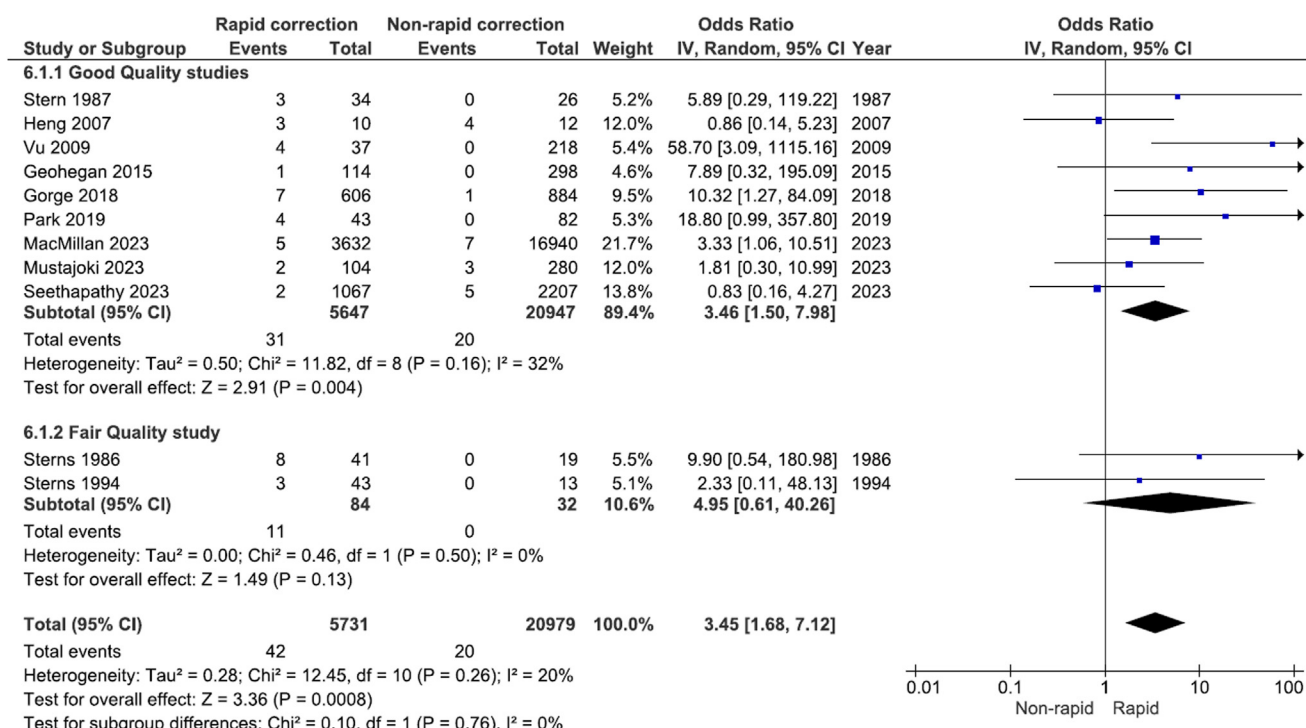 Rapid correction Non-rapid correction Odds Ratio Odds Ratio
Study or Subgroup Events Total Events Total Weight IV, Random, 95% CI Year IV, Random, 95% CI
6.1.1 Good Quality studies
Stern 1987 3 34 0 26 5.2% 5.89 [0.29, 119.22] 1987
Heng 2007 3 10 4 12 12.0% 0.86 [0.14, 5.23] 2007
Vu 2009 4 37 0 218 5.4% 58.70 [3.09, 1115.16] 2009
Geohegan 2015 1 114 0 298 4.6% 7.89 [0.32, 195.09] 2015
Gorge 2018 7 606 1 884 9.5% 10.32 [1.27, 84.09] 2018
Park 2019 4 43 0 82 5.3% 18.80 [0.99, 357.80] 2019
MacMillan 2023 5 3632 7 16940 21.7% 3.33 [1.06, 10.51] 2023
Mustajoki 2023 2 104 3 280 12.0% 1.81 [0.30, 10.99] 2023
Seethapathy 2023 2 1067 5 2207 13.8% 0.83 [0.16, 4.27] 2023
Subtotal (95% CI) 5647 20947 89.4% 3.46 [1.50, 7.98]
Total events 31 20
Heterogeneity: Tau² = 0.50; Chi² = 11.82, df = 8 (P = 0.16); I² = 32%
Test for overall effect: Z = 2.91 (P = 0.004)
6.1.2 Fair Quality study
Sterns 1986 8 41 0 19 5.5% 9.90 [0.54, 180.98] 1986
Sterns 1994 3 43 0 13 5.1% 2.33 [0.11, 48.13] 1994
Subtotal (95% CI) 84 32 10.6% 4.95 [0.61, 40.26]
Total events 11 0
Heterogeneity: Tau² = 0.00; Chi² = 0.46, df = 1 (P = 0.50); I² = 0%
Test for overall effect: Z = 1.49 (P = 0.13)
Total (95% CI) 5731 20979 100.0% 3.45 [1.68, 7.12]
Total events 42 20
Heterogeneity: Tau² = 0.28; Chi² = 12.45, df = 10 (P = 0.26); I² = 20%
Test for overall effect: Z = 3.36 (P = 0.0008)
Test for subgroup differences: Chi² = 0.10, df = 1 (P = 0.76), I² = 0%
0.01 0.1 1 10 100
Non-rapid Rapid